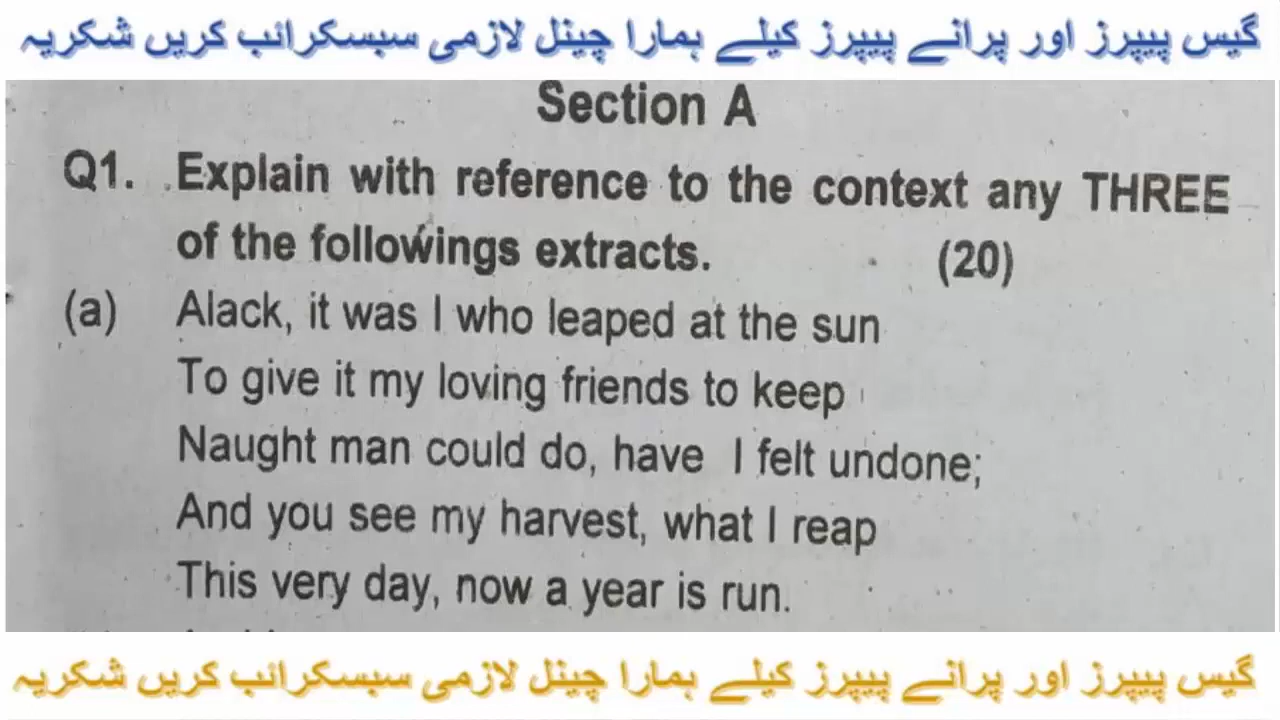 گیس پیپرز اور پرانے پیپرز کیلے ہمارا چینل لازمی سبسکرائب کریں شکریہ
Section A
Q1. Explain with reference to the context any THREE
of the followings extracts. (20)
(a) Alack, it was I who leaped at the sun
To give it my loving friends to keep
Naught man could do, have I felt undone;
And you see my harvest, what I reap
This very day, now a year is run.
گیس پیپرز اور پرانے پیپرز کیلے ہمارا چینل لازمی سبسکرائب کریں شکریہ